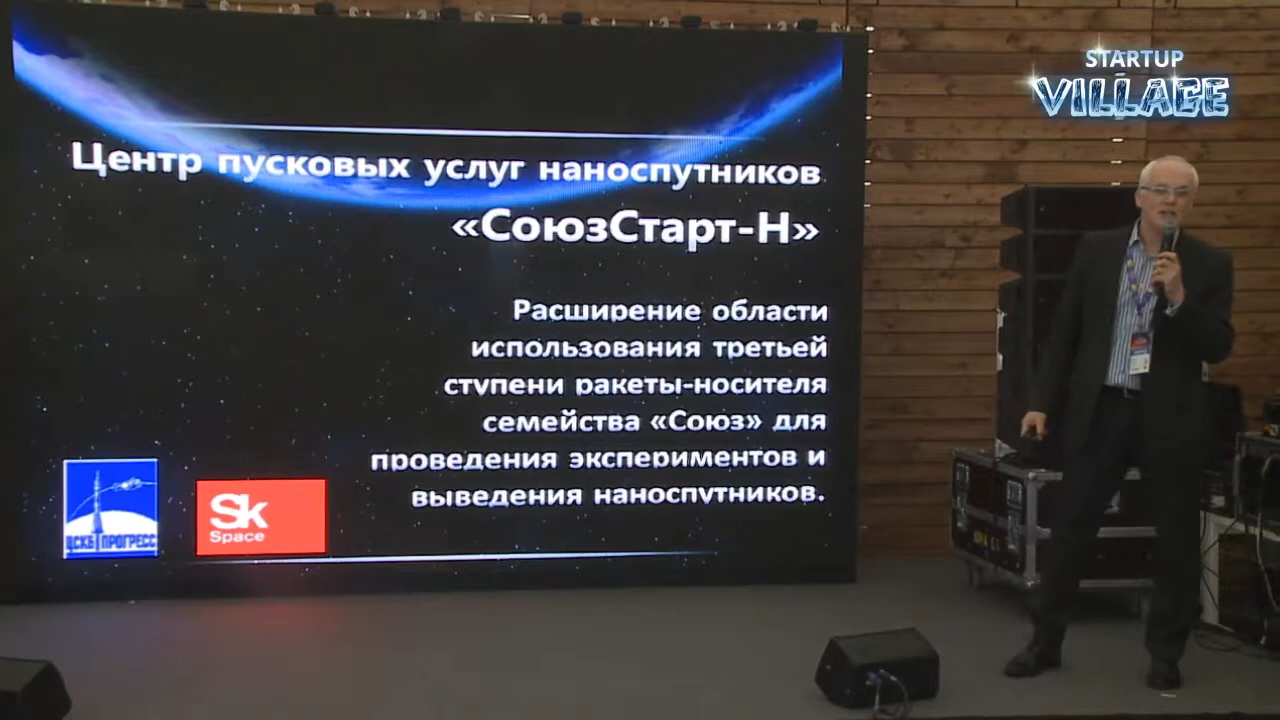 STARTUP
VILLAGE
Центр пусковых услуг наноспутников
«СоюзСтарт-Н»
Расширение области
использования третьей
ступени ракеты-носителя
семейства «Союз» для
проведения экспериментов и
выведения наноспутников.
ЦСКБ ПРОГРЕСС
Sk
Space